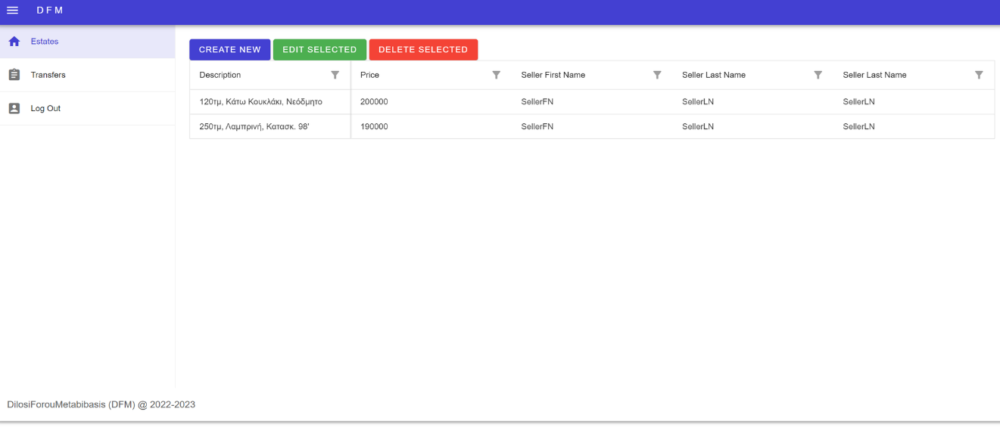 DFM
Estates
Transfers
Log Out
CREATE NEW EDIT SELECTED DELETE SELECTED
Description Price Seller First Name Seller Last Name Seller Last Name
120τμ, Κάτω Κουκλάκι, Νεόδμητο 200000 SellerFN SellerLN SellerLN
250τμ, Λαμπρινή, Κατασκ. 98' 190000 SellerFN SellerLN SellerLN
DilosiForouMetabibasis (DFM) @ 2022-2023